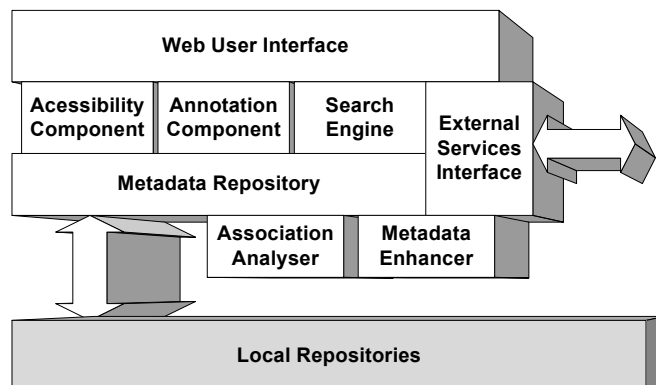 Web User Interface
Acessibility
Component
Annotation
Component
Search
Engine
External
Services
Interface
Metadata Repository
Association
Analyser
Metadata
Enhancer
Local Repositories